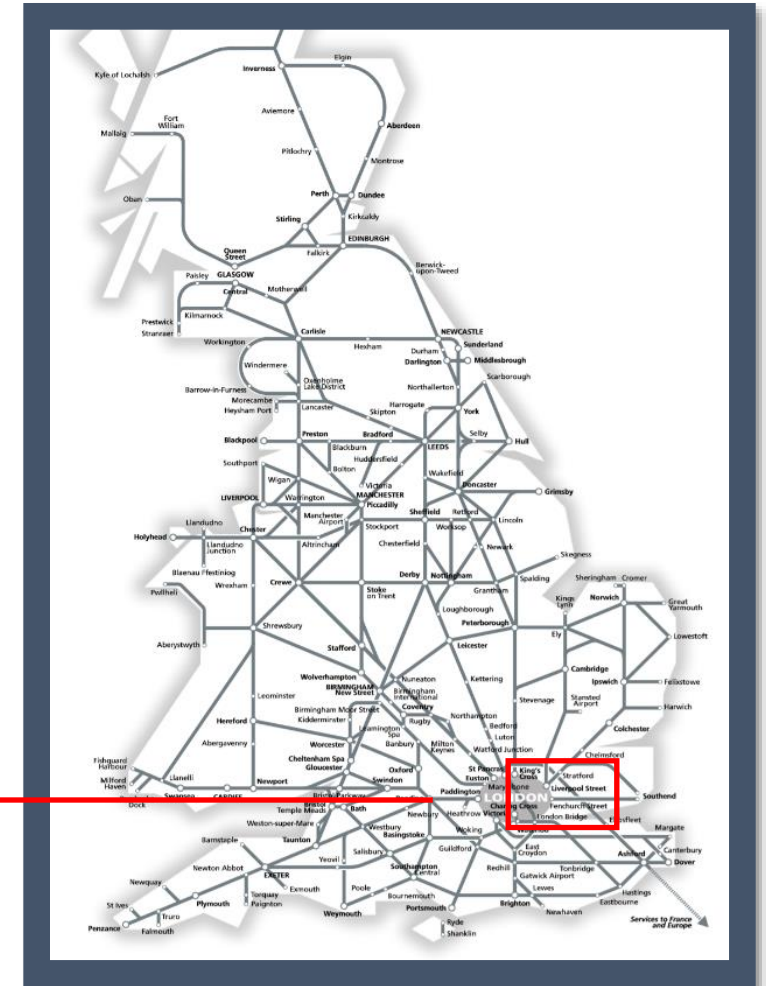 Elgin
Inverness
Kyle of Lochalsh
Aviemore
Fort
William
Aberdeen
Mallaig
Pitlochry
Montrose
Perth
Dundee
Oban
Stirling
Kirkcaldy
EDINBURGH
Queen
Street
Falkirk
Berwick-
upon-Tweed
Paisley
GLASGOW
Central
Motherwell
Kilmarnock
Prestwick
Stranraer
Carlisle
NEWCASTLE
Workington
Hexham
Durham
Sunderland
Darlington
Middlesbrough
Windermere
Scarborough
Oxenholme
Lake District
Barrow-in-Furness
Northallerton
Morecambe
Heysham Port
Lancaster
Harrogate
York
Skipton
Blackpool
Preston
Bradford
Selby
Hull
Blackburn
LEEDS
Huddersfield
Southport
Bolton
Wakefield
Wigan
Victoria
Doncaster
MANCHESTER
Piccadilly
Grimsby
LIVERPOOL
Warrington
Manchester
Airport
Sheffield
Retford
Llandudno
Chester
Stockport
Worksop
Lincoln
Holyhead
Llandudno
Junction
Altrincham
Chesterfield
Newark
Skegness
Blaenau Ffestiniog
Wrexham
Crewe
Derby
Nottingham
Spalding
Sheringham
Cromer
Pwllheli
Stoke
on Trent
Grantham
Kings
Lynn
Norwich
Great
Yarmouth
Loughborough
Peterborough
Ely
Lowestoft
Aberystwyth
Shrewsbury
Stafford
Leicester
Wolverhampton
Nuneaton
Cambridge
BIRMINGHAM
New Street
Birmingham
International
Kettering
Ipswich
Felixstowe
Leominster
Coventry
Stevenage
Stansted
Airport
Birmingham Moor Street
Kidderminster
Rugby
Northampton
Harwich
Hereford
Leamington
Spa
Bedford
Colchester
Abergavenny
Worcester
Banbury
Milton
Keynes
Luton
Watford Junction
Chelmsford
Cheltenham Spa
Gloucester
Oxford
St Pancras
King's
Cross
Stratford
Fishguard
Harbour
Euston
Milford
Haven
Llanelli
Newport
Swindon
Marylebone
Liverpool Street
Paddington
LONDON
Southend
Dock
Swansea
CARDIFF
Bristol Parkway
Fenchurch Street
Bristol
Temple Meads
Bath
Newbury
Heathrow
Victoria
Charing Cross
London Bridge
Ebbsfleet
Weston-super-Mare
Westbury
Basingstoke
Woking
Waterloo
Margate
Barnstaple
Taunton
Guildford
East
Croydon
Canterbury
Yeovil
Salisbury
Ashford
Dover
Newton Abbot
EXETER
Southampton
Central
Redhill
Tonbridge
Gatwick Airport
Newquay
Exmouth
Poole
Lewes
Hastings
Torquay
Paignton
Bournemouth
Eastbourne
St Ives
Plymouth
Weymouth
Portsmouth
Brighton
Newhaven
Truro
Ryde
Services to France
and Europe
Penzance
Falmouth
Shanklin